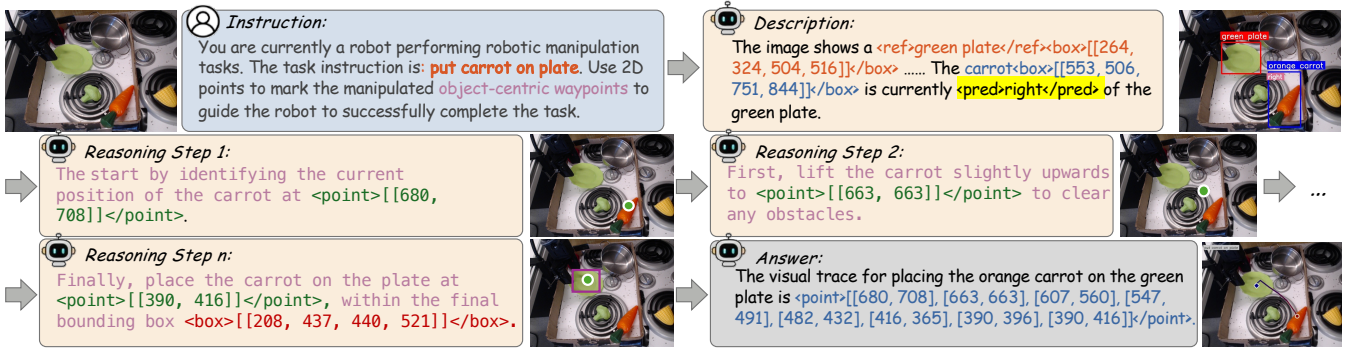 Instruction:
You are currently a robot performing robotic manipulation
tasks. The task instruction is: put carrot on plate. Use 2D
points to mark the manipulated object-centric waypoints to
guide the robot to successfully complete the task.
Description:
The image shows a <ref>green plate</ref><box>[[264,
324, 504, 516]]</box> ...... The carrot<box>[[553, 506,
751, 844]]</box> is currently <pred>right</pred> of the
green plate.
green_plate
orange_carrot
right
Reasoning Step 1:
The start by identifying the current
position of the carrot at <point>[[680,
708]]</point>.
Reasoning Step 2:
First, lift the carrot slightly upwards
to <point>[[663, 663]]</point> to clear
any obstacles.
...
Reasoning Step n:
Finally, place the carrot on the plate at
<point>[[390, 416]]</point>, within the final
bounding box <box>[[208, 437, 440, 521]]</box>.
Answer:
The visual trace for placing the orange carrot on the green
plate is <point>[[680, 708], [663, 663], [607, 560], [547,
491], [482, 432], [416, 365], [390, 396], [390, 416]]</point>.